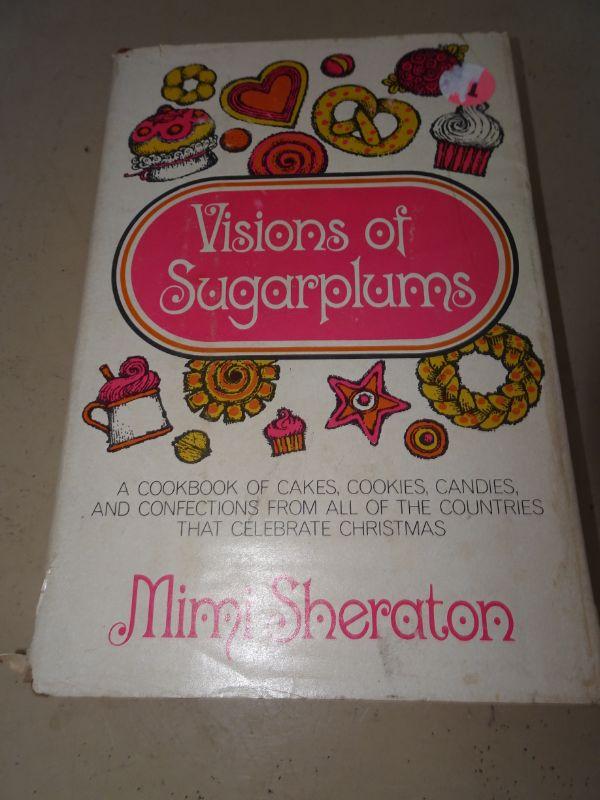 Visions of
Sugarplums
A COOKBOOK OF CAKES, COOKIES, CANDIES,
AND CONFECTIONS FROM ALL OF THE COUNTRIES
THAT CELEBRATE CHRISTMAS
Mimi Sheraton